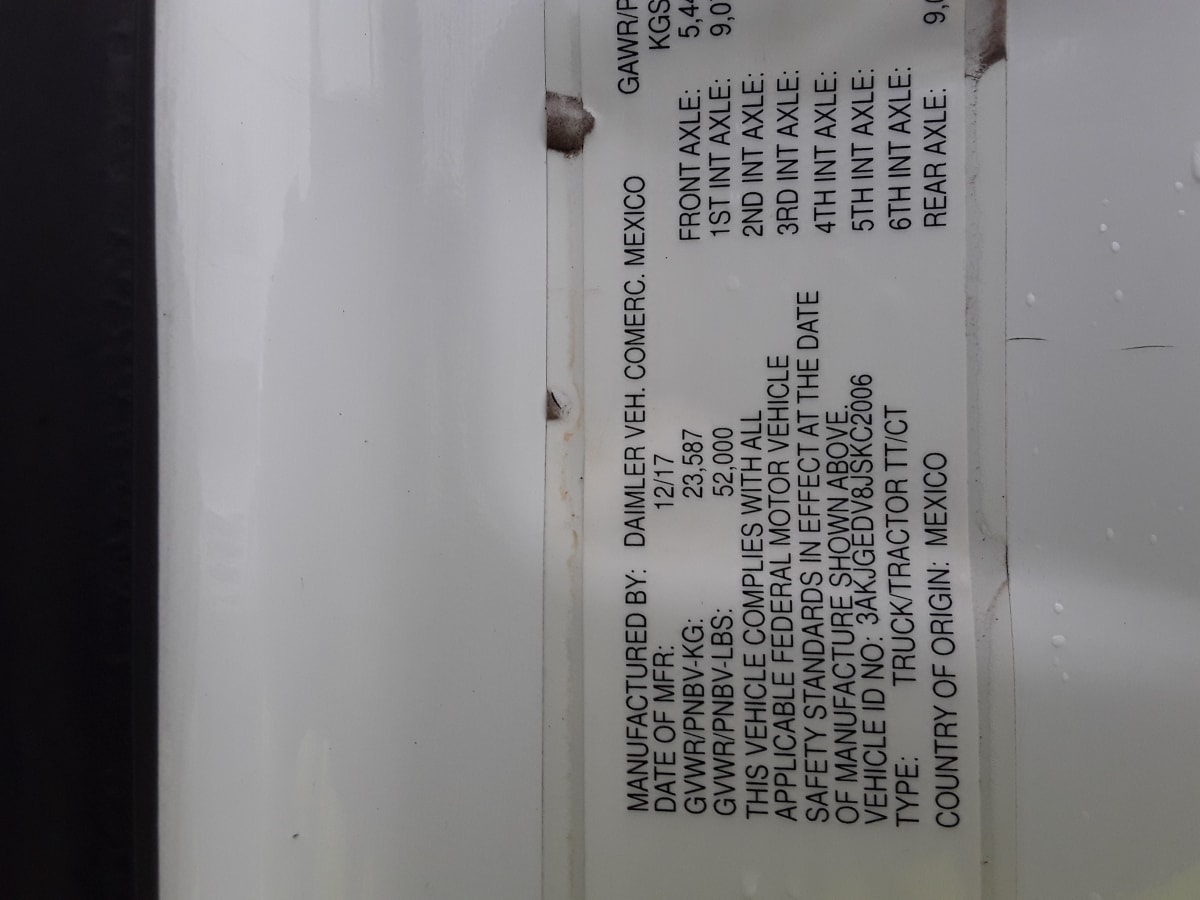 MANUFACTURED BY: DAIMLER VEH. COMERC. MEXICO
DATE OF MFR: 12/17
GVWR/PNBV-KG: 23,587
GVWR/PNBV-LBS: 52,000
THIS VEHICLE COMPLIES WITH ALL
APPLICABLE FEDERAL MOTOR VEHICLE
SAFETY STANDARDS IN EFFECT AT THE DATE
OF MANUFACTURE SHOWN ABOVE.
VEHICLE ID NO: 3AKJGEDV8JSKC2006
TYPE: TRUCK/TRACTOR TT/CT
COUNTRY OF ORIGIN: MEXICO
GAWR/P
KGS
FRONT AXLE: 5,44
1ST INT AXLE: 9,07
2ND INT AXLE:
3RD INT AXLE:
4TH INT AXLE:
5TH INT AXLE:
6TH INT AXLE:
REAR AXLE: 9,0